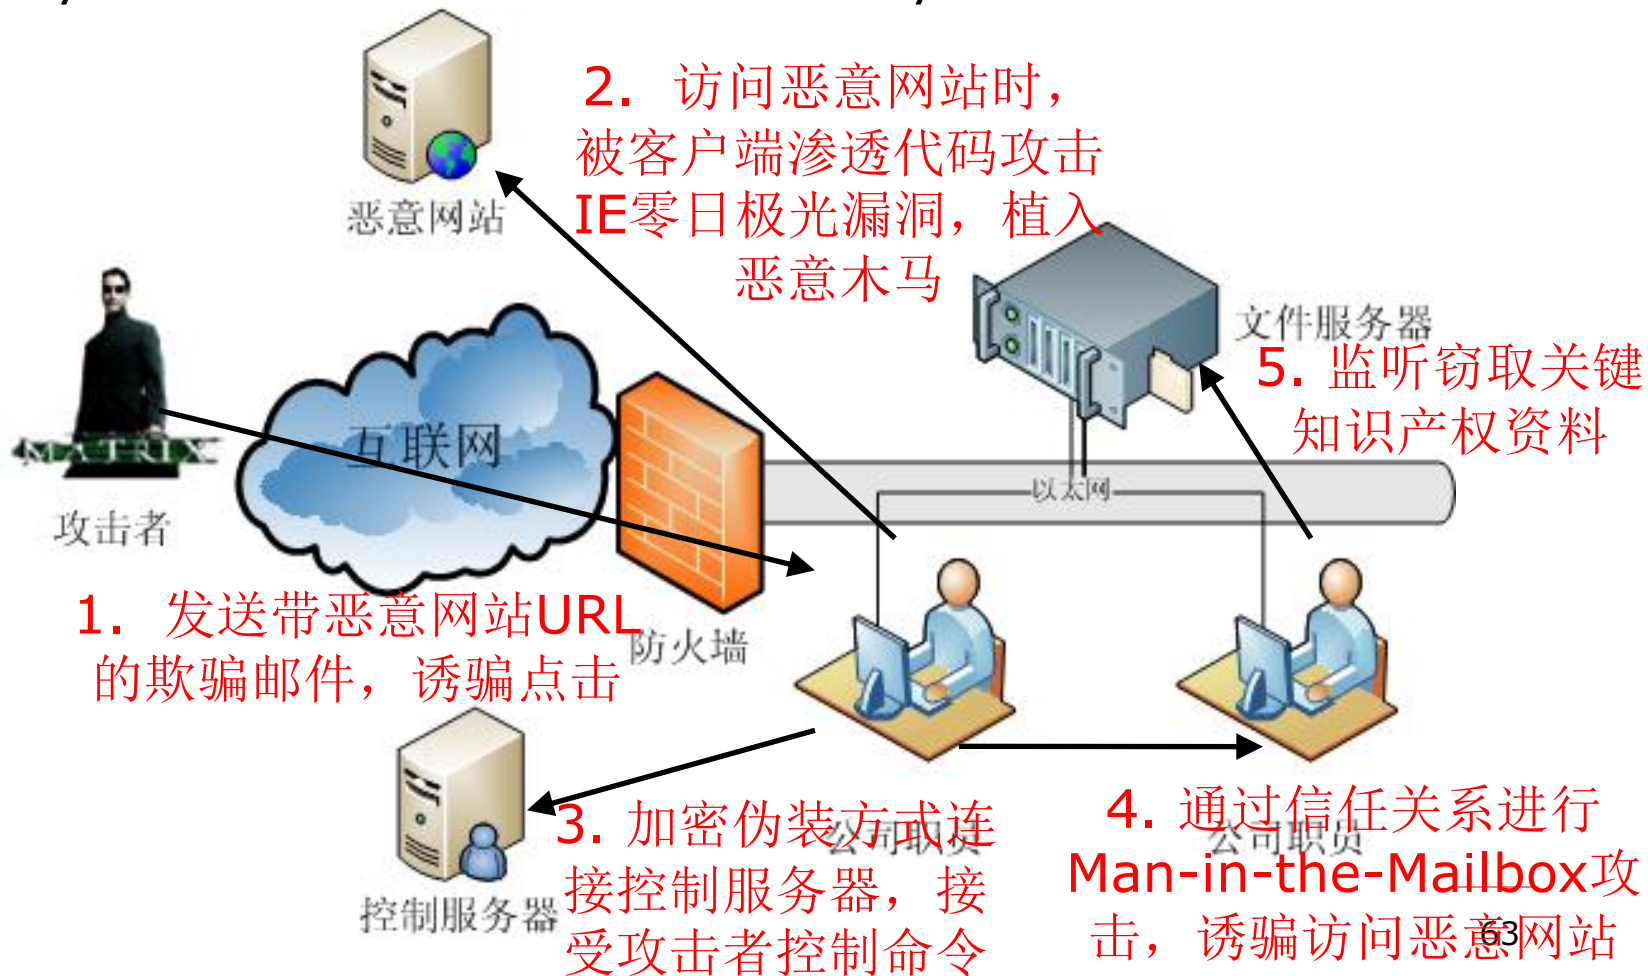 2. 访问恶意网站时，
被客户端渗透代码攻击
IE零日极光漏洞，植入
恶意木马
恶意网站
文件服务器
5. 监听窃取关键
知识产权资料
MATRIX
互联网
以太网
攻击者
1. 发送带恶意网站URL
的欺骗邮件，诱骗点击
防火墙
3. 加密伪装方式连
接控制服务器，接
受攻击者控制命令
公司职员
控制服务器
4. 通过信任关系进行
Man-in-the-Mailbox攻
击，诱骗访问恶意网站
公司职员
63